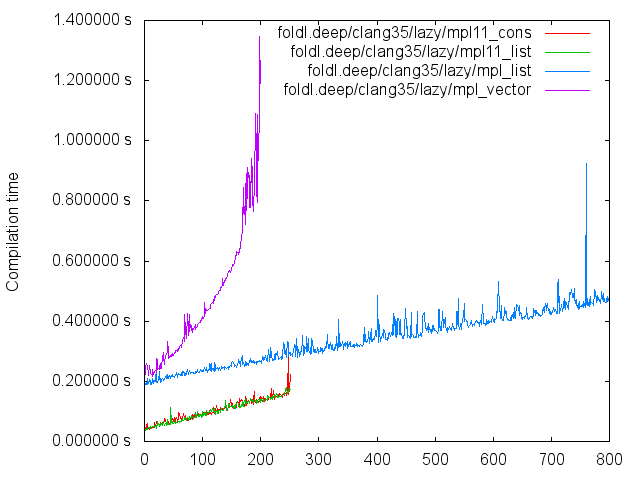 1.400000 s
1.200000 s
1.000000 s
0.800000 s
0.600000 s
0.400000 s
0.200000 s
0.000000 s
Compilation time
foldl.deep/clang35/lazy/mpl11_cons
foldl.deep/clang35/lazy/mpl11_list
foldl.deep/clang35/lazy/mpl_list
foldl.deep/clang35/lazy/mpl_vector
0 100 200 300 400 500 600 700 800